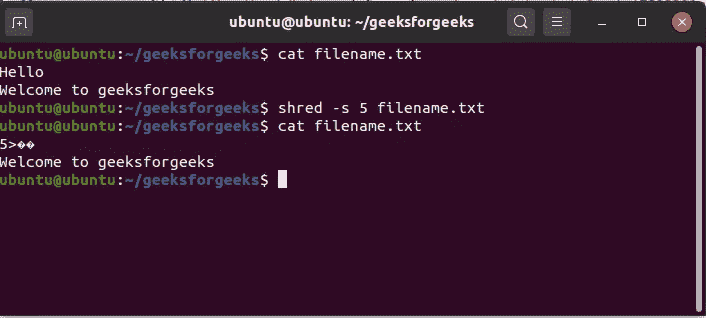 ubuntu@ubuntu: ~/geeksforgeeks
ubuntu@ubuntu:~/geeksforgeeks$ cat filename.txt
Hello
Welcome to geeksforgeeks
ubuntu@ubuntu:~/geeksforgeeks$ shred -s 5 filename.txt
ubuntu@ubuntu:~/geeksforgeeks$ cat filename.txt
5>��
Welcome to geeksforgeeks
ubuntu@ubuntu:~/geeksforgeeks$